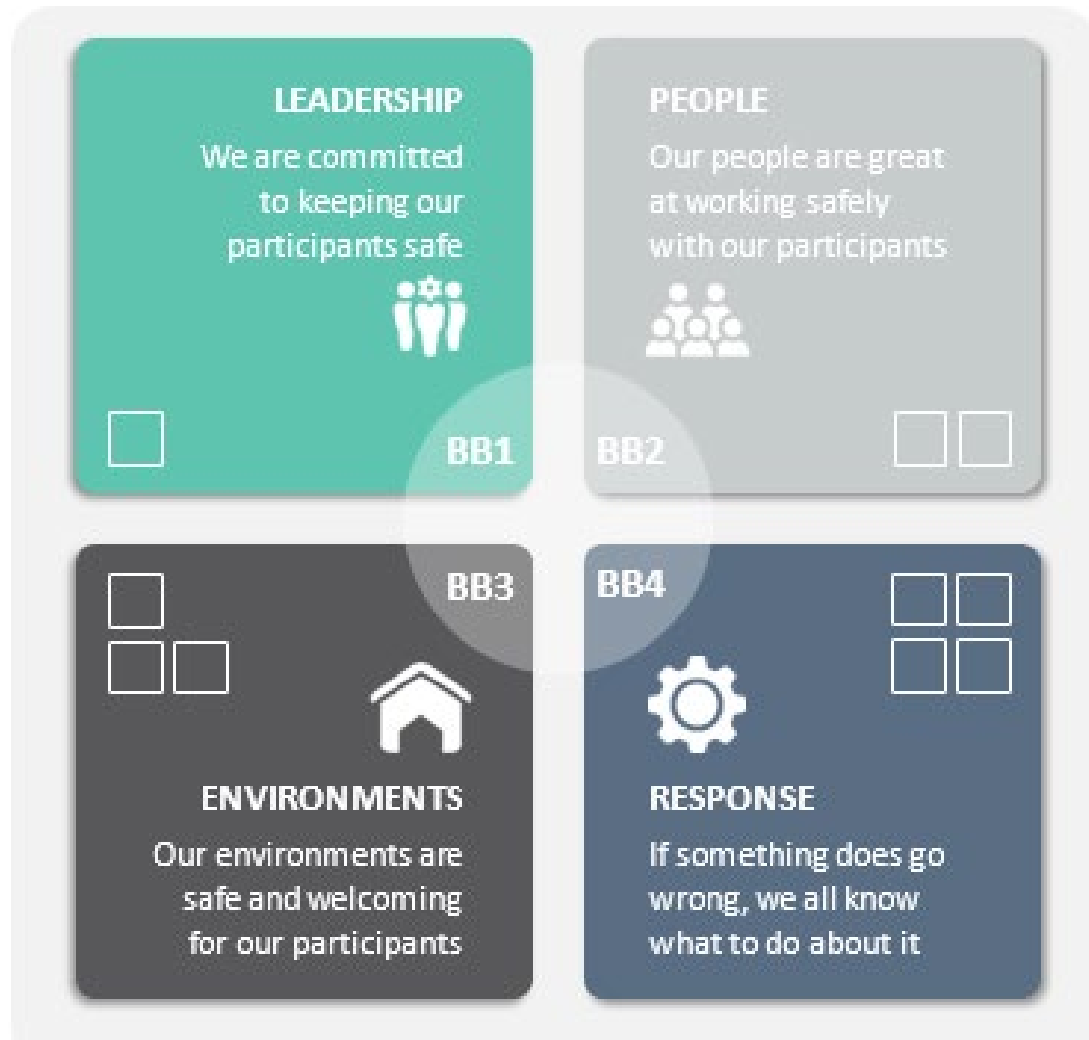 LEADERSHIP
We are committed
to keeping our
participants safe
BB1
PEOPLE
Our people are great
at working safely
with our participants
BB2
BB3
ENVIRONMENTS
Our environments are
safe and welcoming
for our participants
BB4
RESPONSE
If something does go
wrong, we all know
what to do about it